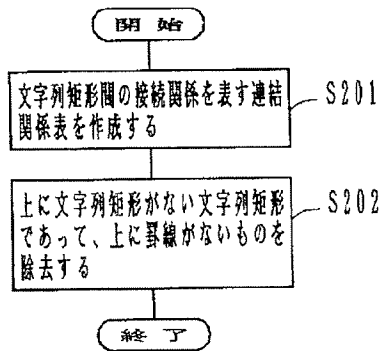 開始
文字列矩形間の接続関係を表す連結
関係表を作成する
S201
上に文字列矩形がない文字列矩形
であって、上に罫線がないものを
除去する
S202
終了